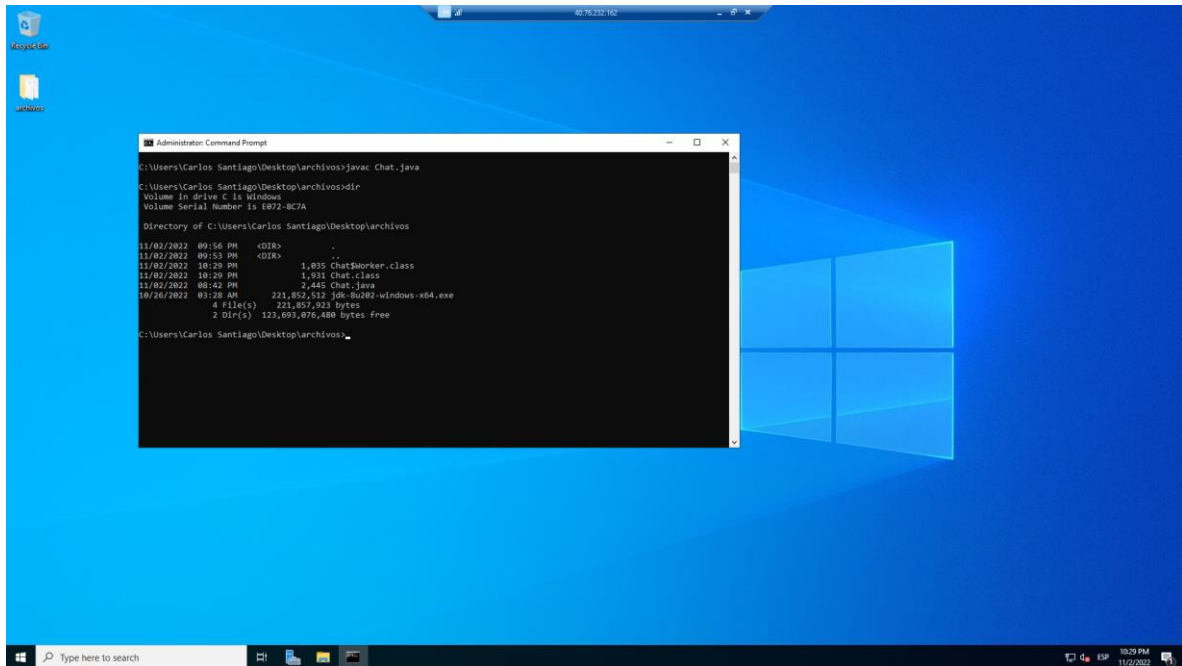 40.76.232.162
Recycle Bin
archivos
Administrator: Command Prompt
C:\Users\Carlos Santiago\Desktop\archivos>javac Chat.java
C:\Users\Carlos Santiago\Desktop\archivos>dir
Volume in drive C is Windows
Volume Serial Number is E072-8C7A
Directory of C:\Users\Carlos Santiago\Desktop\archivos
11/02/2022 09:56 PM <DIR> .
11/02/2022 09:53 PM <DIR> ..
11/02/2022 10:29 PM 1,035 Chat$Worker.class
11/02/2022 10:29 PM 1,931 Chat.class
11/02/2022 08:42 PM 2,445 Chat.java
10/26/2022 03:28 AM 221,852,512 jdk-8u202-windows-x64.exe
4 File(s) 221,857,923 bytes
2 Dir(s) 123,693,076,480 bytes free
C:\Users\Carlos Santiago\Desktop\archivos>
Type here to search
ESP
10:29 PM
11/2/2022